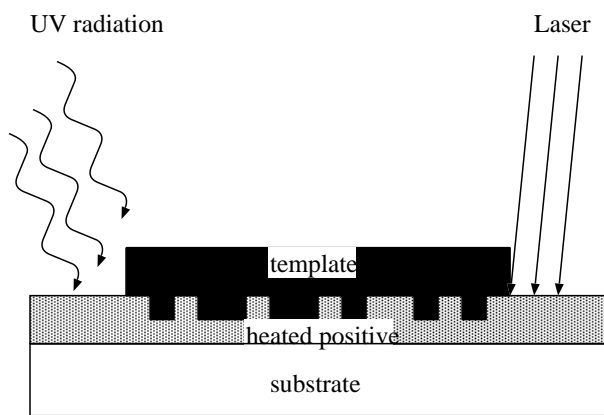 UV radiation
Laser
template
heated positive
substrate